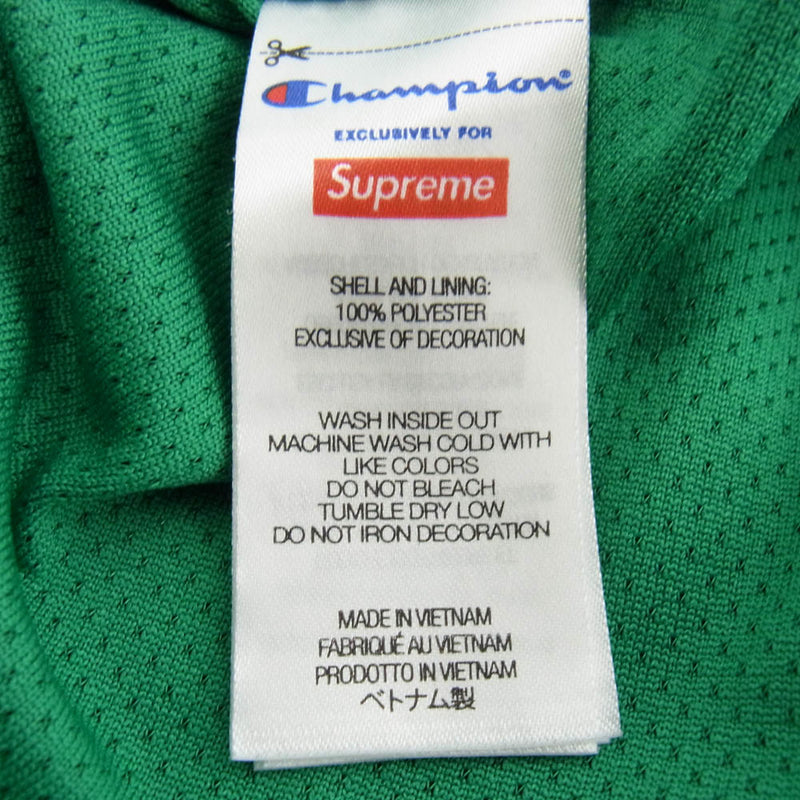 Champion
EXCLUSIVELY FOR
Supreme
SHELL AND LINING:
100% POLYESTER
EXCLUSIVE OF DECORATION
WASH INSIDE OUT
MACHINE WASH COLD WITH
LIKE COLORS
DO NOT BLEACH
TUMBLE DRY LOW
DO NOT IRON DECORATION
MADE IN VIETNAM
FABRIQUÉ AU VIETNAM
PRODOTTO IN VIETNAM
ベトナム製